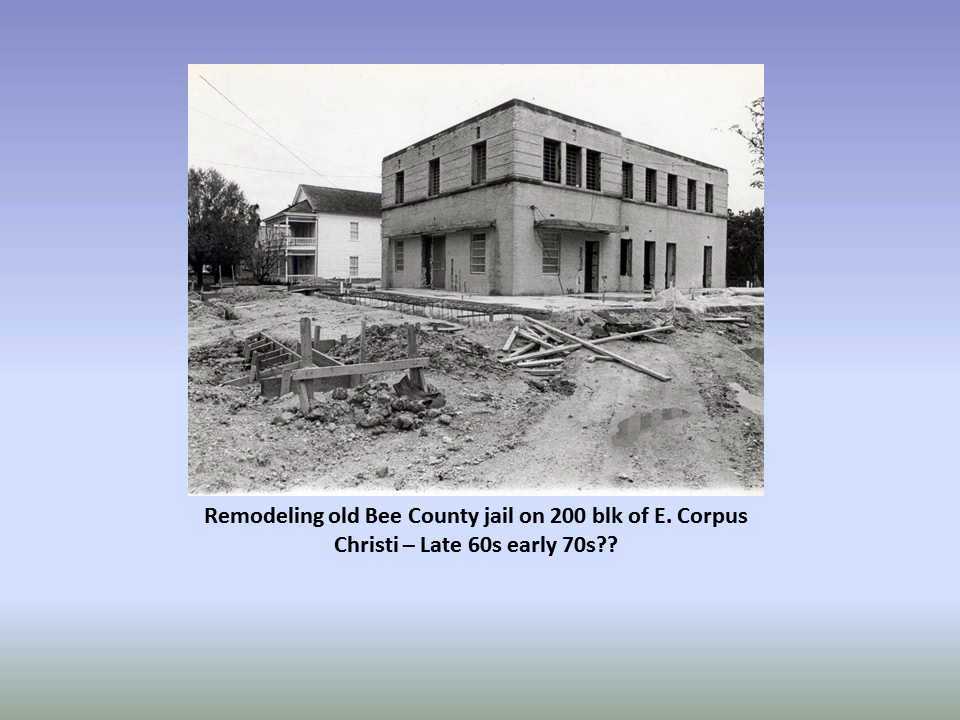 Remodeling old Bee County jail on 200 blk of E. Corpus
Christi – Late 60s early 70s??